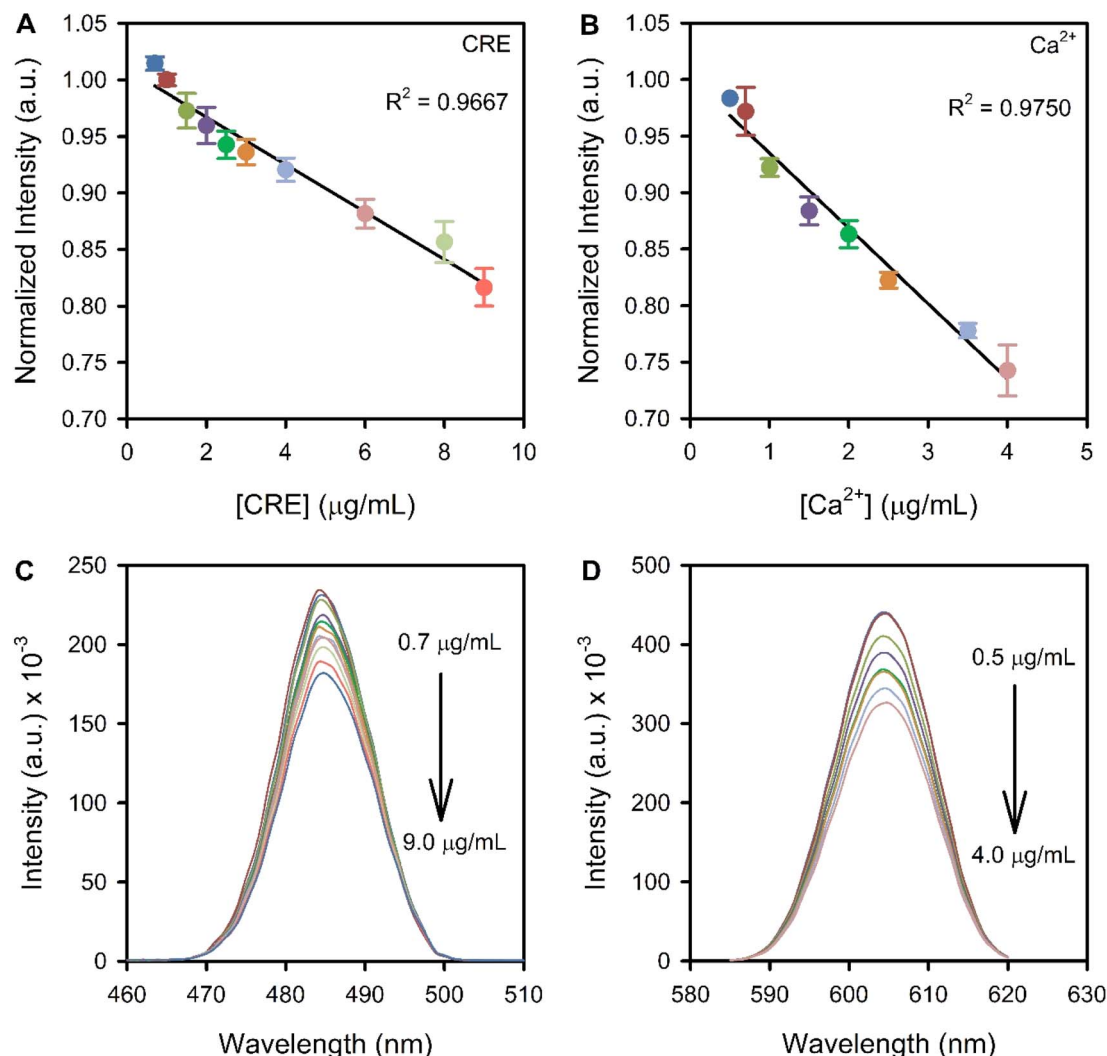 A
CRE
R² = 0.9667
Normalized Intensity (a.u.)
1.05
1.00
0.95
0.90
0.85
0.80
0.75
0.70
0 2 4 6 8 10
[CRE] (μg/mL)
B
Ca²⁺
R² = 0.9750
Normalized Intensity (a.u.)
1.05
1.00
0.95
0.90
0.85
0.80
0.75
0.70
0 1 2 3 4 5
[Ca²⁺] (μg/mL)
C
Intensity (a.u.) x 10⁻³
250
200
150
100
50
0
0.7 μg/mL
9.0 μg/mL
460 470 480 490 500 510
Wavelength (nm)
D
Intensity (a.u.) x 10⁻³
500
400
300
200
100
0
0.5 μg/mL
4.0 μg/mL
580 590 600 610 620 630
Wavelength (nm)